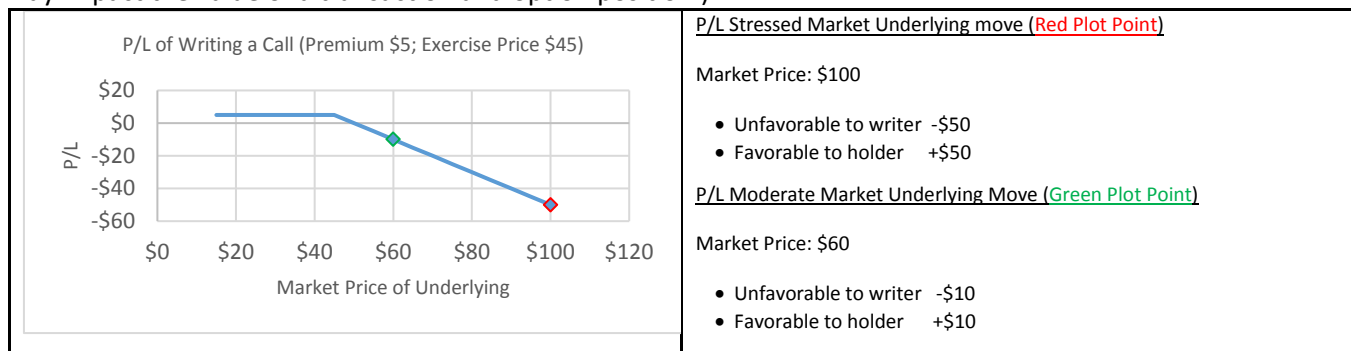 P/L of Writing a Call (Premium $5; Exercise Price $45)
$20
$0
-$20
-$40
-$60
P/L
$0 $20 $40 $60 $80 $100 $120
Market Price of Underlying
P/L Stressed Market Underlying move (Red Plot Point)
Market Price: $100
• Unfavorable to writer -$50
• Favorable to holder +$50
P/L Moderate Market Underlying Move (Green Plot Point)
Market Price: $60
• Unfavorable to writer -$10
• Favorable to holder +$10